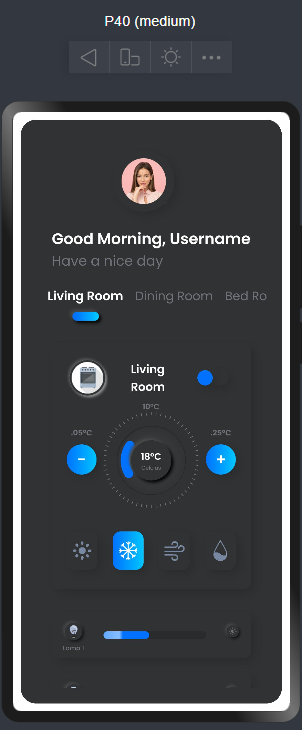 P40 (medium)
Good Morning, Username
Have a nice day
Living Room Dining Room Bed Ro
Living
Room
10°C
.05°C
.25°C
18°C
Celcius
Lamp 1